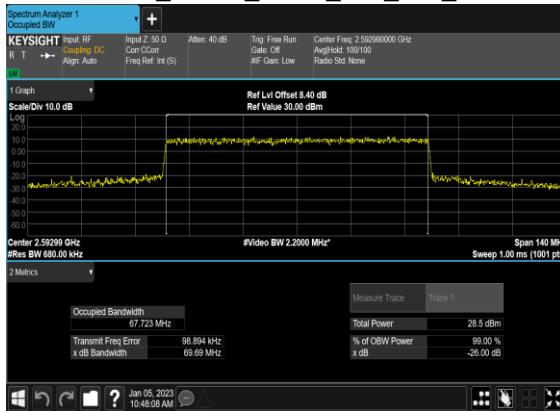 Spectrum Analyzer 1
Occupied BW
+
KEYSIGHT
R T
LXI
Input: RF
Coupling: DC
Align: Auto
Input Z: 50 Ω
Corr CCorr
Freq Ref: Int (S)
Atten: 40 dB
Trig: Free Run
Gate: Off
#IF Gain: Low
Center Freq: 2.592990000 GHz
Avg|Hold: 100/100
Radio Std: None
1 Graph
Scale/Div 10.0 dB
Ref Lvl Offset 8.40 dB
Ref Value 30.00 dBm
Log
20.0
10.0
0.00
-10.0
-20.0
-30.0
-40.0
-50.0
-60.0
Center 2.59299 GHz
#Res BW 680.00 kHz
#Video BW 2.2000 MHz*
Span 140 MH
Sweep 1.00 ms (1001 pt
2 Metrics
Occupied Bandwidth
67.723 MHz
Transmit Freq Error 98.894 kHz
x dB Bandwidth 69.69 MHz
Measure Trace Trace 1
Total Power 28.5 dBm
% of OBW Power 99.00 %
x dB -26.00 dB
?
Jan 05, 2023
10:48:08 AM